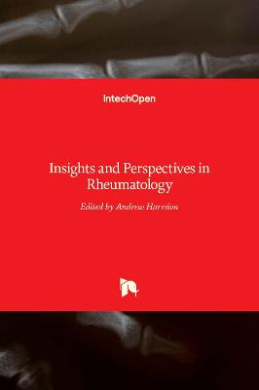 IntechOpen
Insights and Perspectives in
Rheumatology
Edited by Andrew Harrison